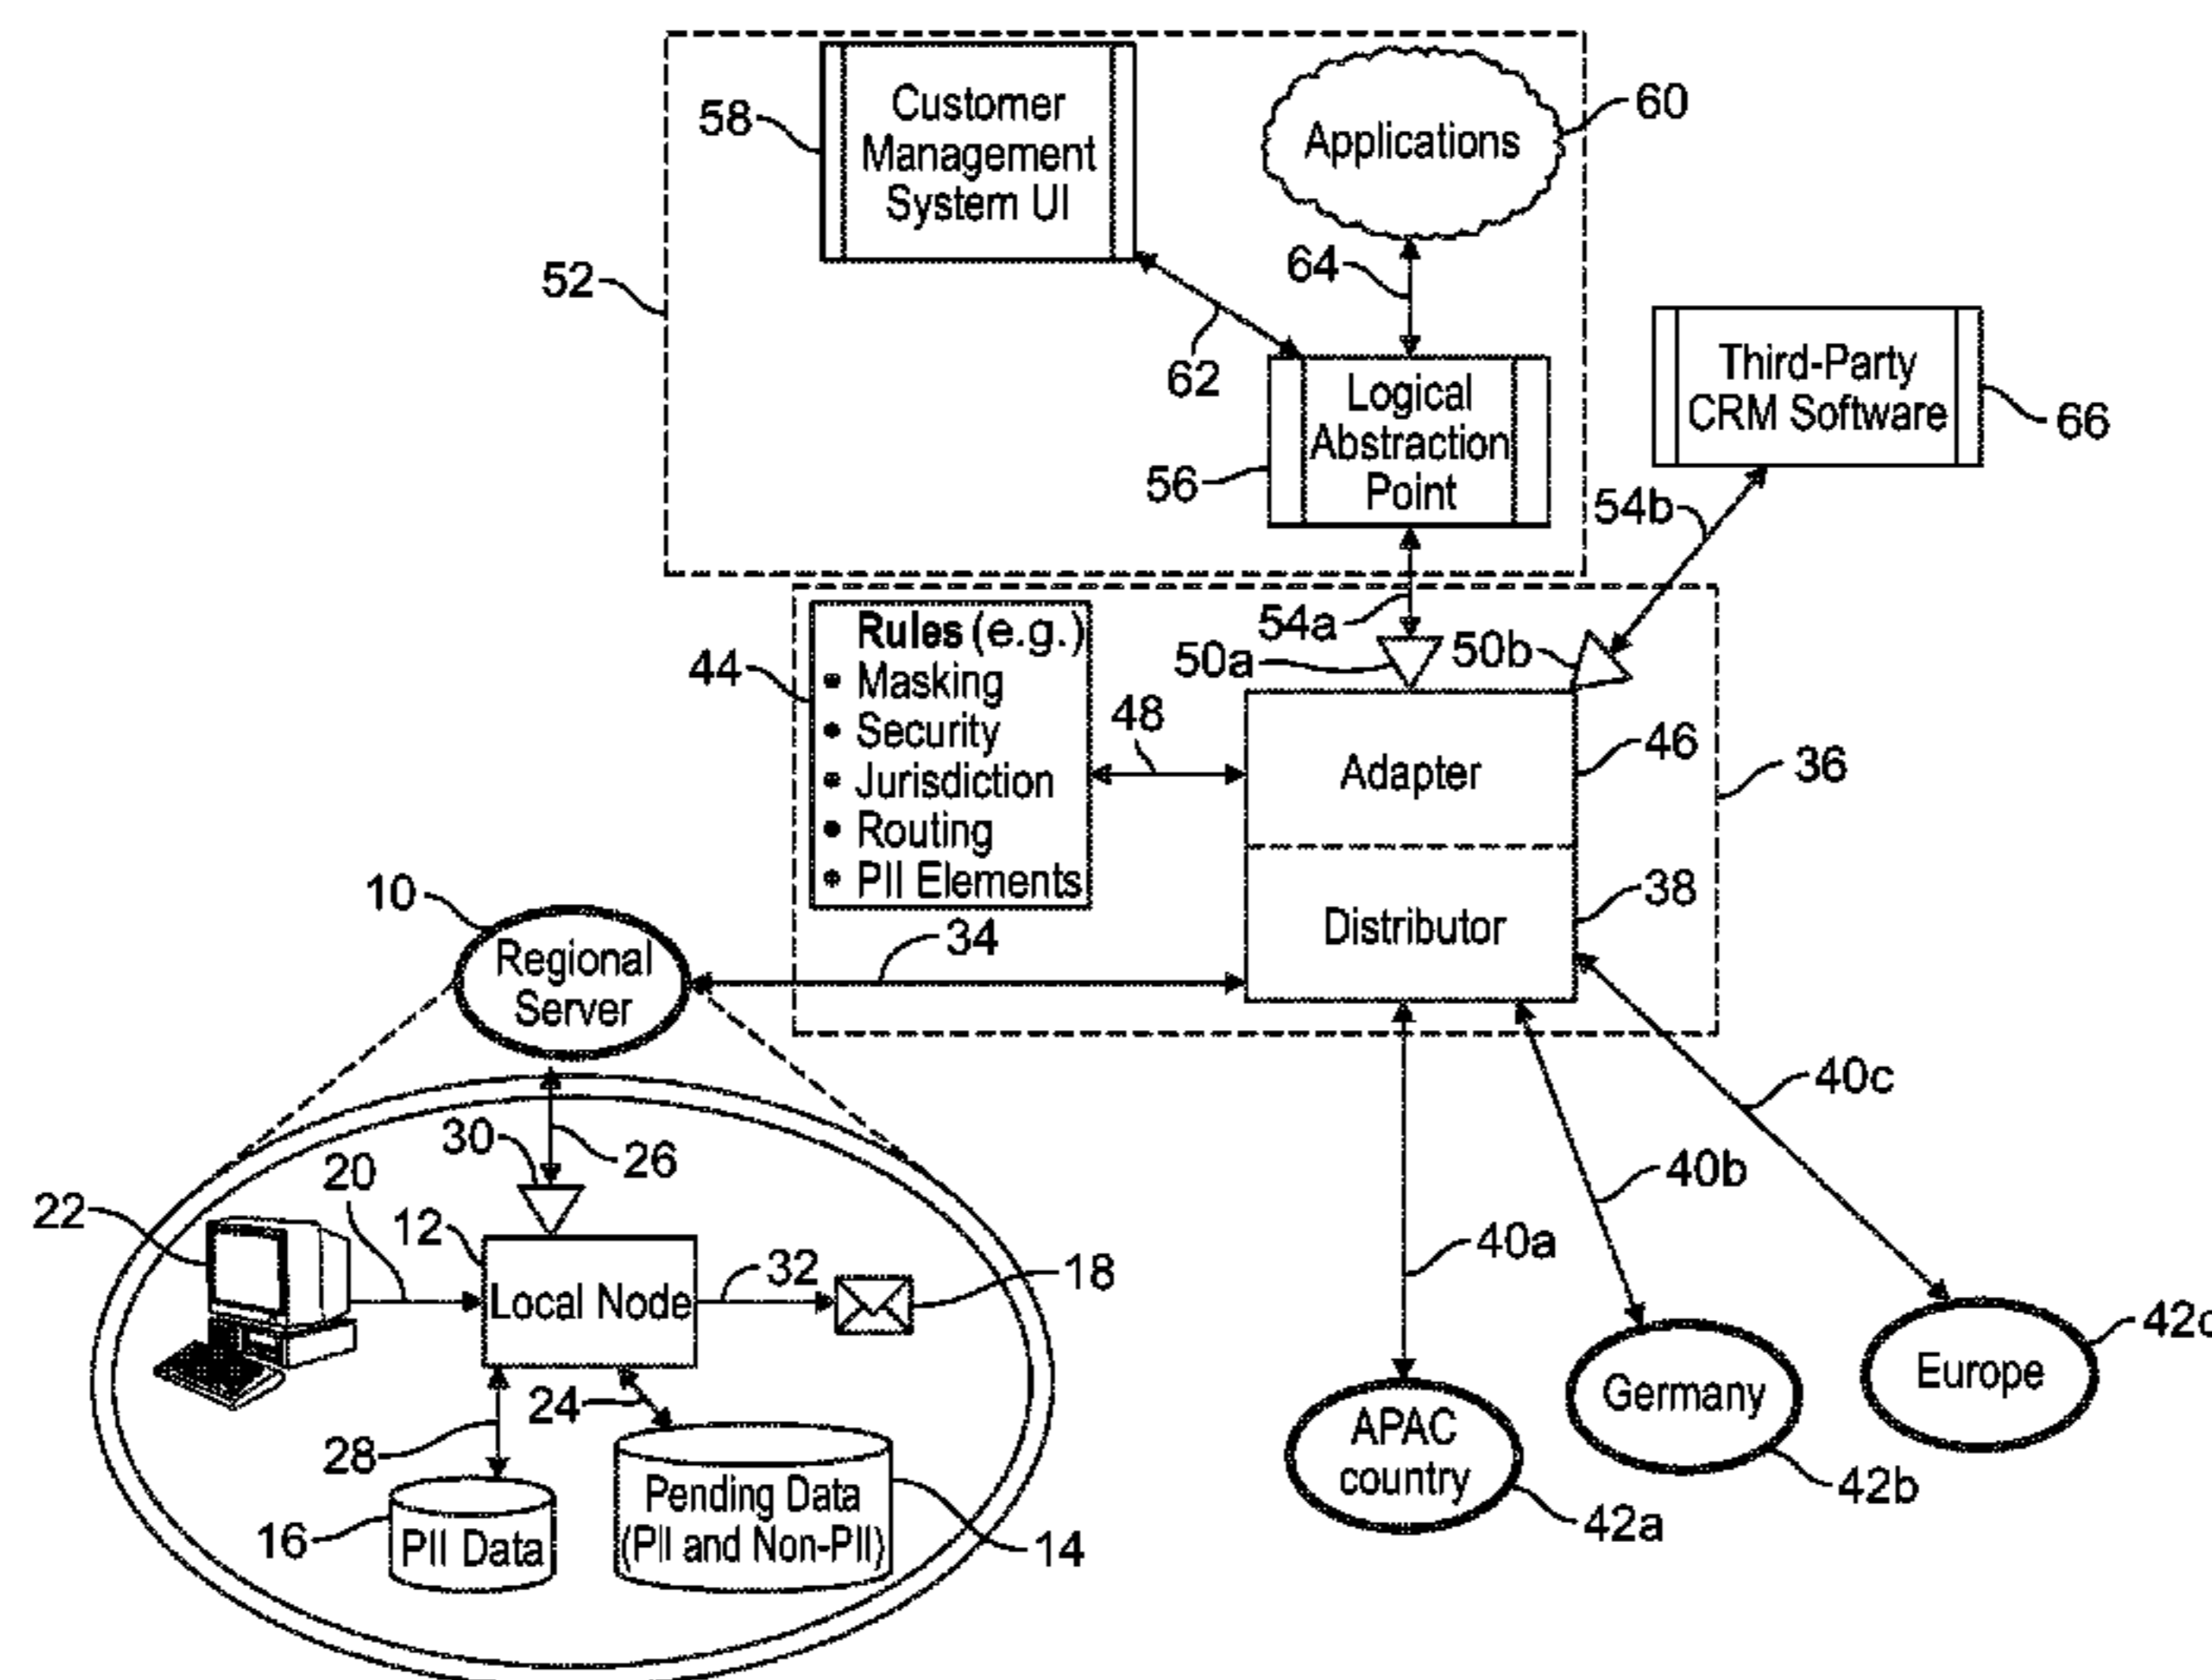 Customer
Management
System UI
58
Applications
60
52
64
62
Logical
Abstraction
Point
56
Third-Party
CRM Software
66
54b
54a
50a
50b
Rules (e.g.)
• Masking
• Security
• Jurisdiction
• Routing
• PII Elements
44
48
Adapter
46
36
Distributor
38
10
Regional
Server
34
40c
40b
40a
30
26
20
22
12
Local Node
32
18
24
28
16
PII Data
Pending Data
(PII and Non-PII)
14
APAC
country
42a
Germany
42b
Europe
42c